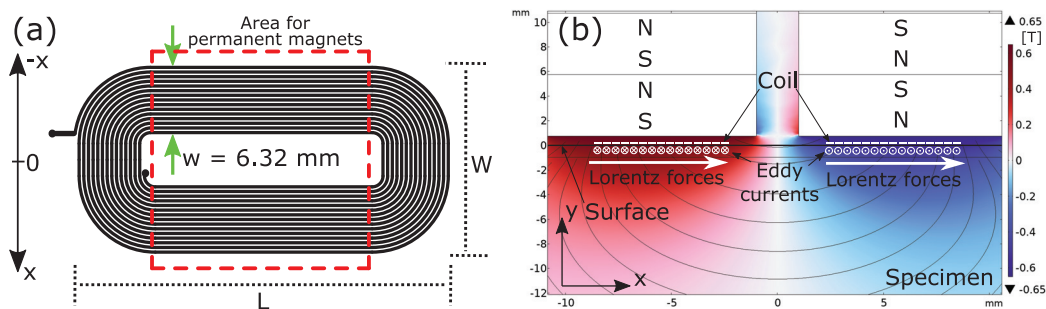 (a)
Area for
permanent magnets
-x
0
x
w = 6.32 mm
W
L
(b)
mm
10
8
6
4
2
0
-2
-4
-6
-8
-10
-12
N
S
S
N
N
S
S
N
Coil
Lorentz forces
Eddy
currents
Lorentz forces
Surface
y
x
Specimen
-10
-5
0
5
mm
0.65
[T]
0.6
0.4
0.2
0
-0.2
-0.4
-0.6
-0.65